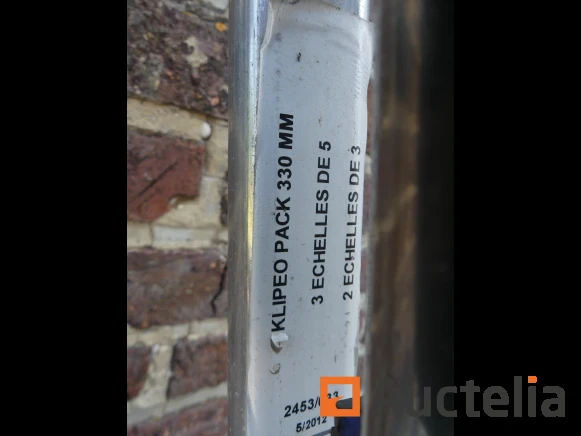 KLIPEO PACK 330 MM
3 ECHELLES DE 5
2 ECHELLES DE 3
5/2012
uctelia